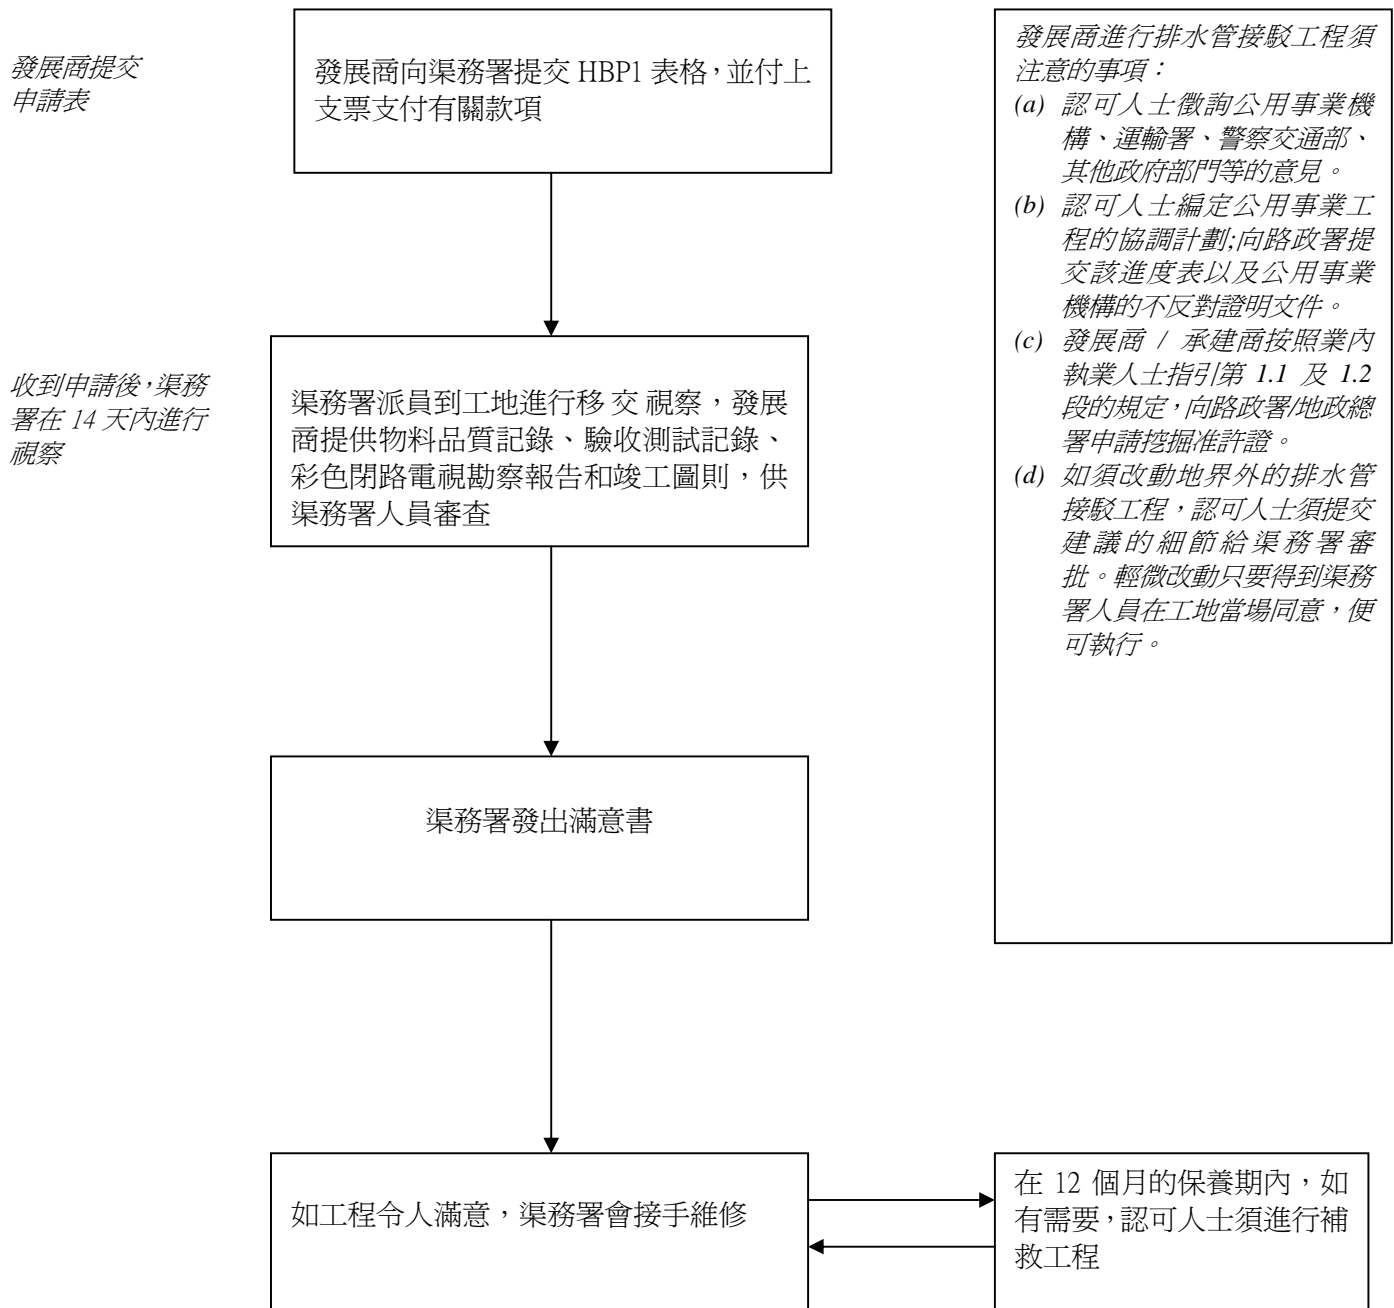 發展商提交
申請表
發展商向渠務署提交 HBP1 表格，並付上
支票支付有關款項
收到申請後，渠務
署在 14 天內進行
視察
渠務署派員到工地進行移 交 視察，發展
商提供物料品質記錄、驗收測試記錄、
彩色閉路電視勘察報告和竣工圖則，供
渠務署人員審查
渠務署發出滿意書
如工程令人滿意，渠務署會接手維修
在 12 個月的保養期內，如
有需要，認可人士須進行補
救工程
發展商進行排水管接駁工程須
注意的事項：
(a) 認可人士徵詢公用事業機
構、運輸署、警察交通部、
其他政府部門等的意見。
(b) 認可人士編定公用事業工
程的協調計劃;向路政署提
交該進度表以及公用事業
機構的不反對證明文件。
(c) 發展商 / 承建商按照業內
執業人士指引第 1.1 及 1.2
段的規定，向路政署/地政總
署申請挖掘准許證。
(d) 如須改動地界外的排水管
接駁工程，認可人士須提交
建議的細節給渠務署審
批。輕微改動只要得到渠務
署人員在工地當場同意，便
可執行。